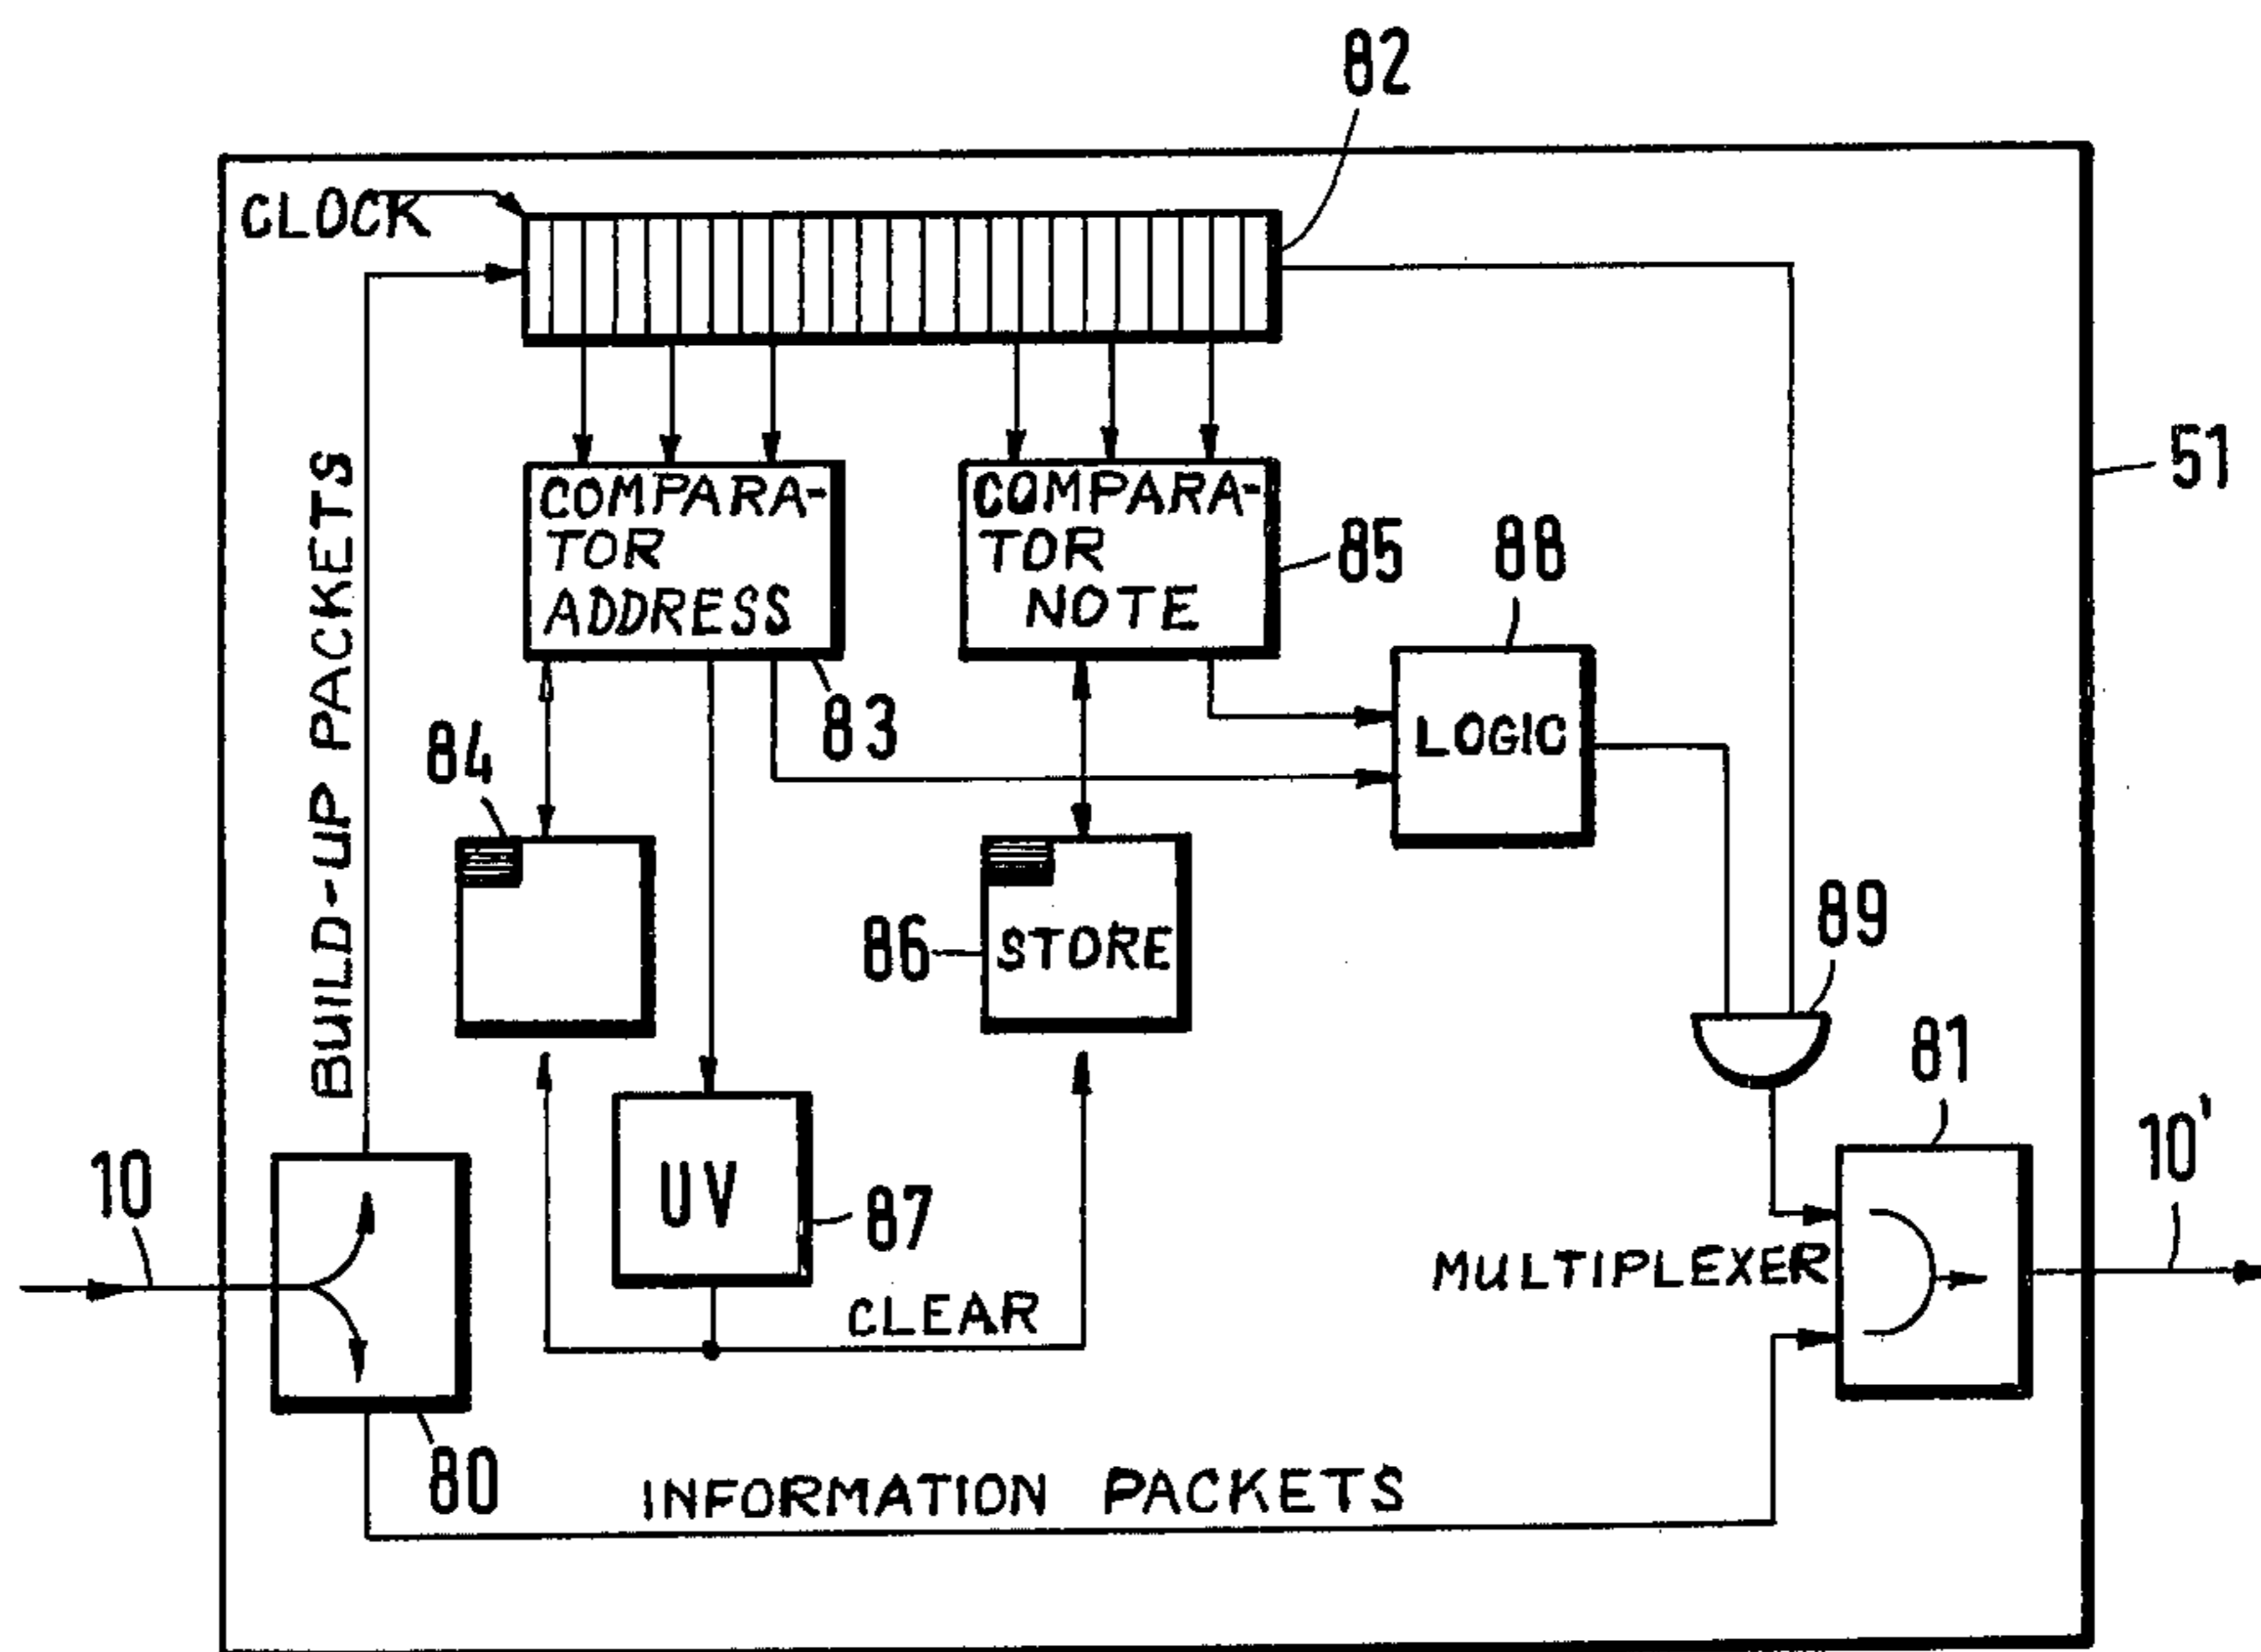 82
CLOCK
51
BUILD-UP PACKETS
COMPARA-
TOR
ADDRESS
COMPARA-
TOR
NOTE
85
88
83
LOGIC
84
86
STORE
89
81
10
UV
87
10'
MULTIPLEXER
CLEAR
80
INFORMATION PACKETS